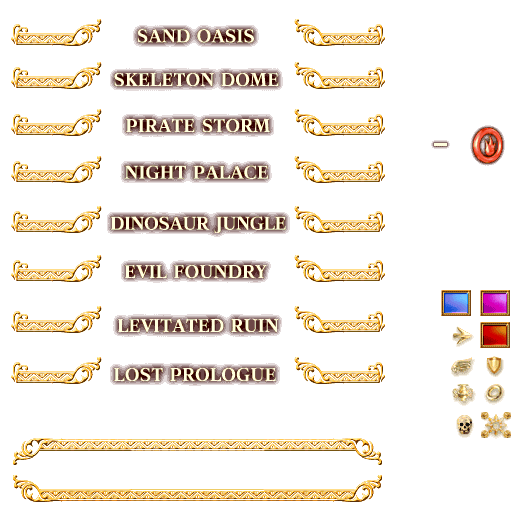 SAND OASIS
SKELETON DOME
PIRATE STORM
NIGHT PALACE
DINOSAUR JUNGLE
EVIL FOUNDRY
LEVITATED RUIN
LOST PROLOGUE